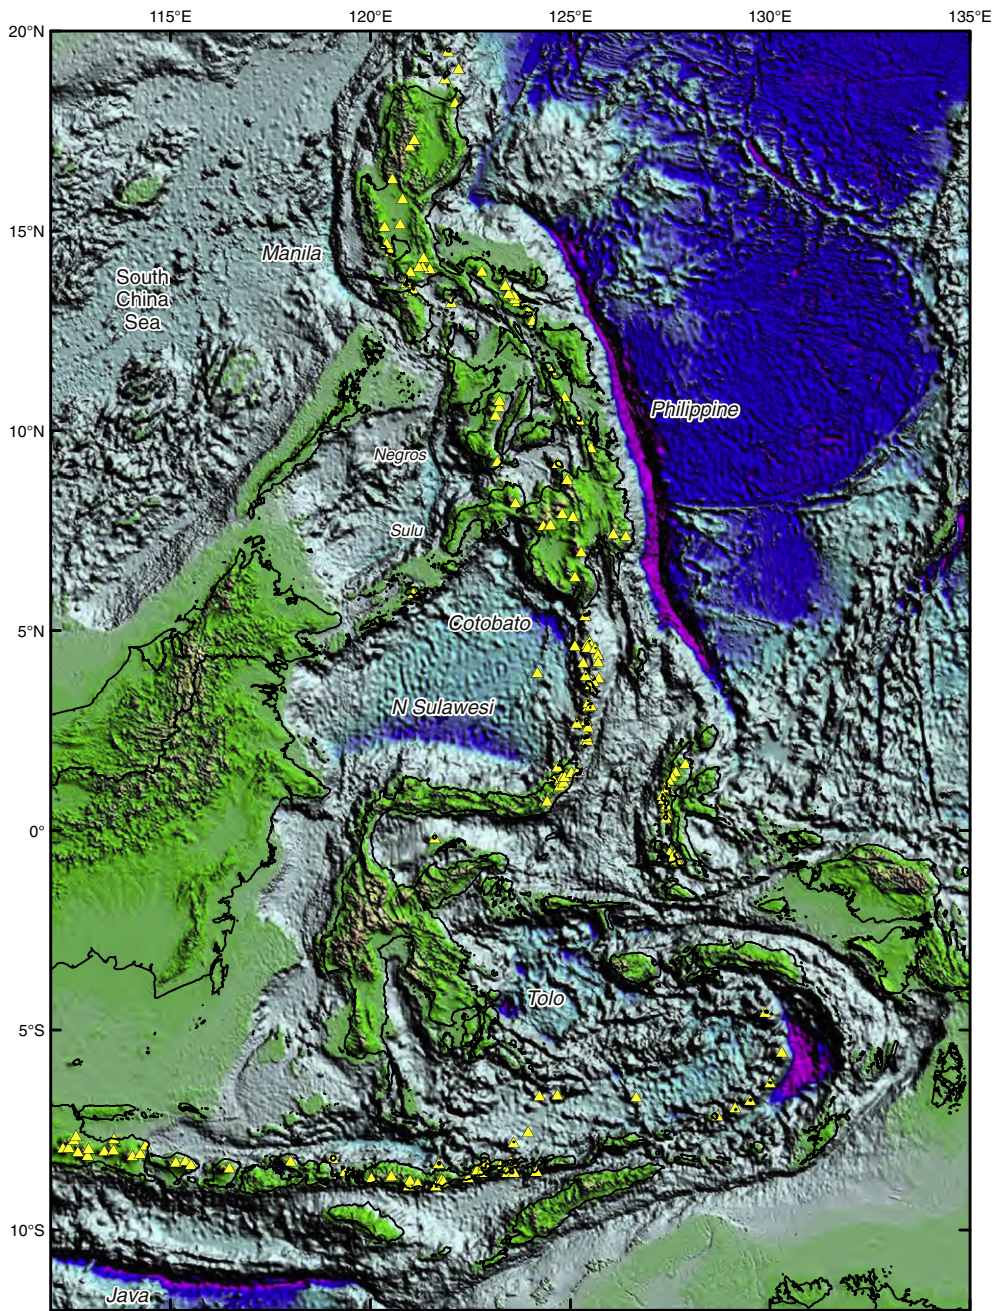 115°E
120°E
125°E
130°E
135°E
20°N
15°N
Manila
South
China
Sea
Philippine
10°N
Negros
Sulu
5°N
Cotobato
N Sulawesi
0°
Tolo
5°S
10°S
Java